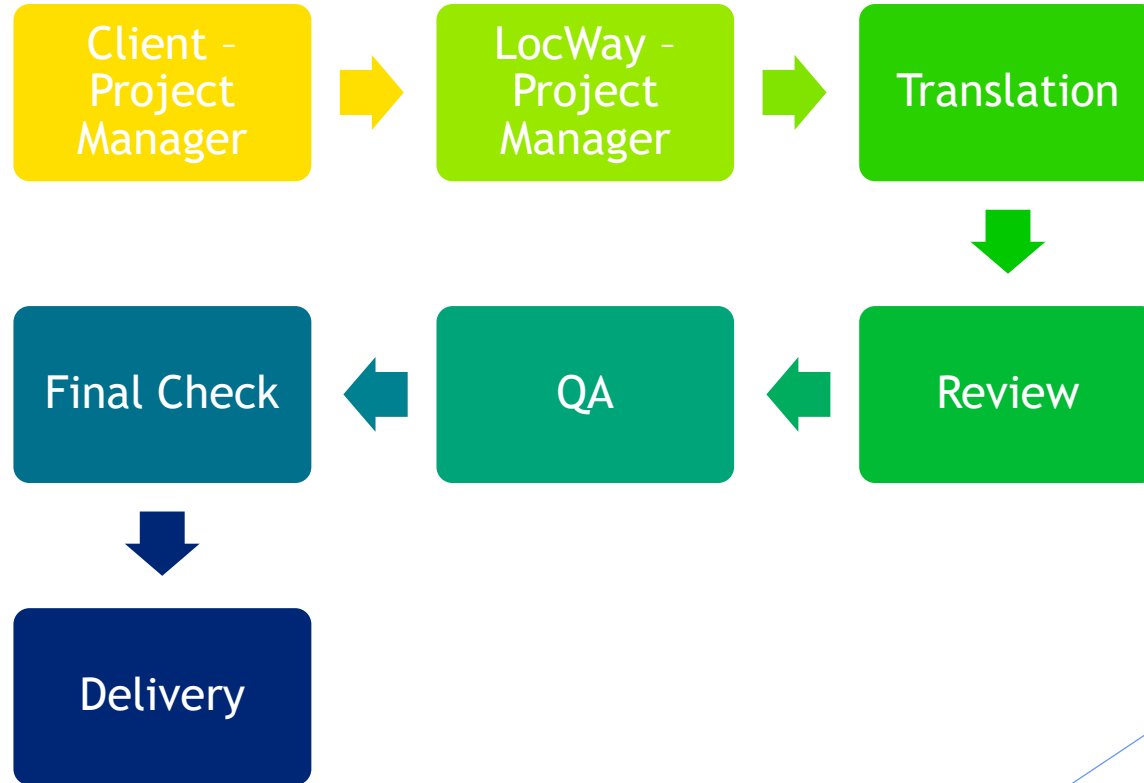 Client –
Project
Manager
LocWay –
Project
Manager
Translation
Review
QA
Final Check
Delivery